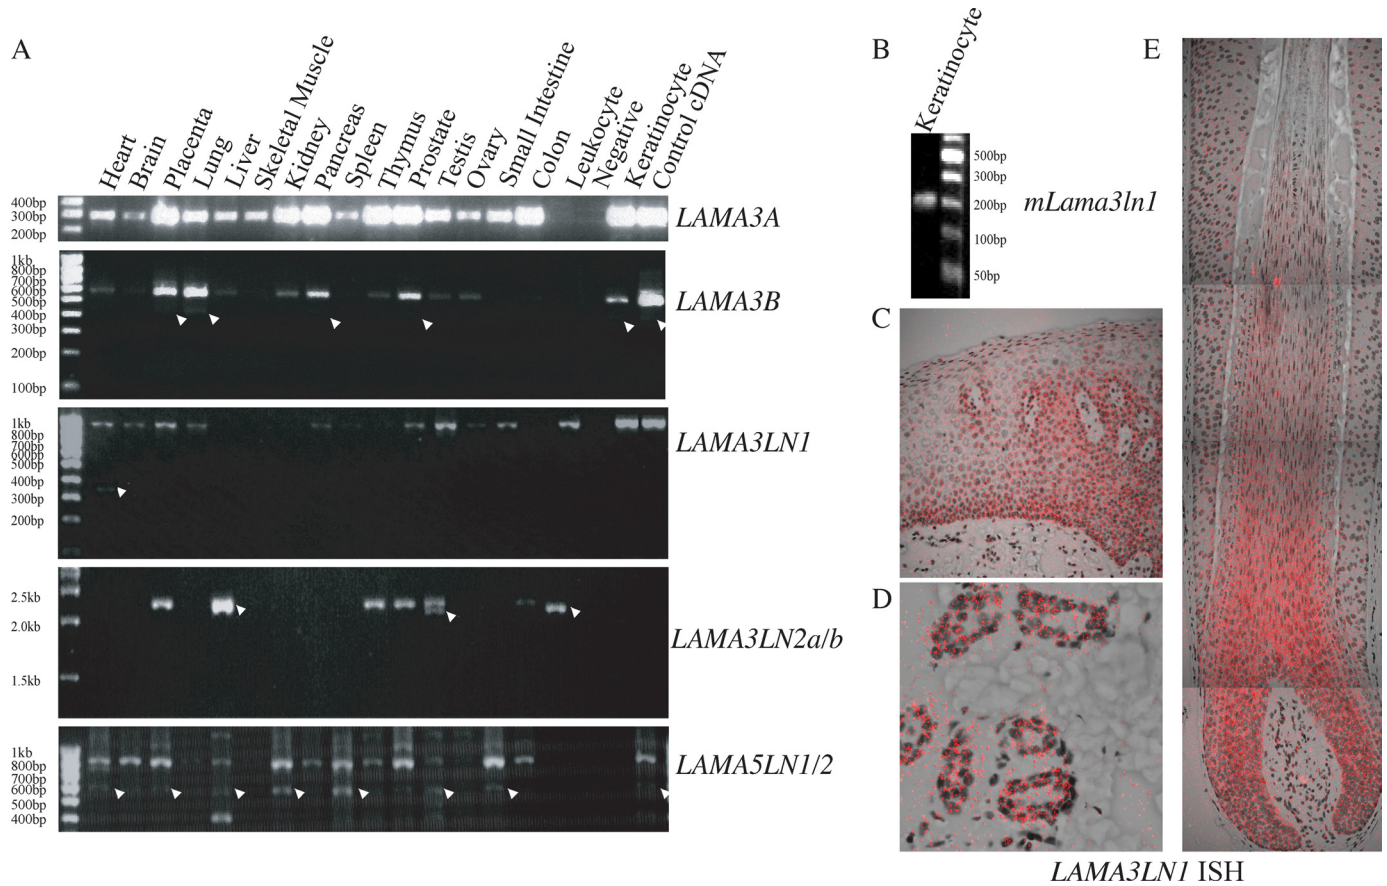 A
Heart
Brain
Placenta
Lung
Liver
Skeletal Muscle
Kidney
Pancreas
Spleen
Thymus
Prostate
Testis
Ovary
Small Intestine
Colon
Leukocyte
Negative
Keratinocyte
Control cDNA
400bp
300bp
200bp
LAMA3A
1kb
800bp
700bp
600bp
500bp
400bp
300bp
200bp
100bp
LAMA3B
1kb
800bp
700bp
600bp
500bp
400bp
300bp
200bp
LAMA3LN1
2.5kb
2.0kb
1.5kb
LAMA3LN2a/b
1kb
800bp
700bp
600bp
500bp
400bp
LAMA5LN1/2
B
Keratinocyte
500bp
300bp
200bp
100bp
50bp
mLama3ln1
C
D
E
LAMA3LN1 ISH